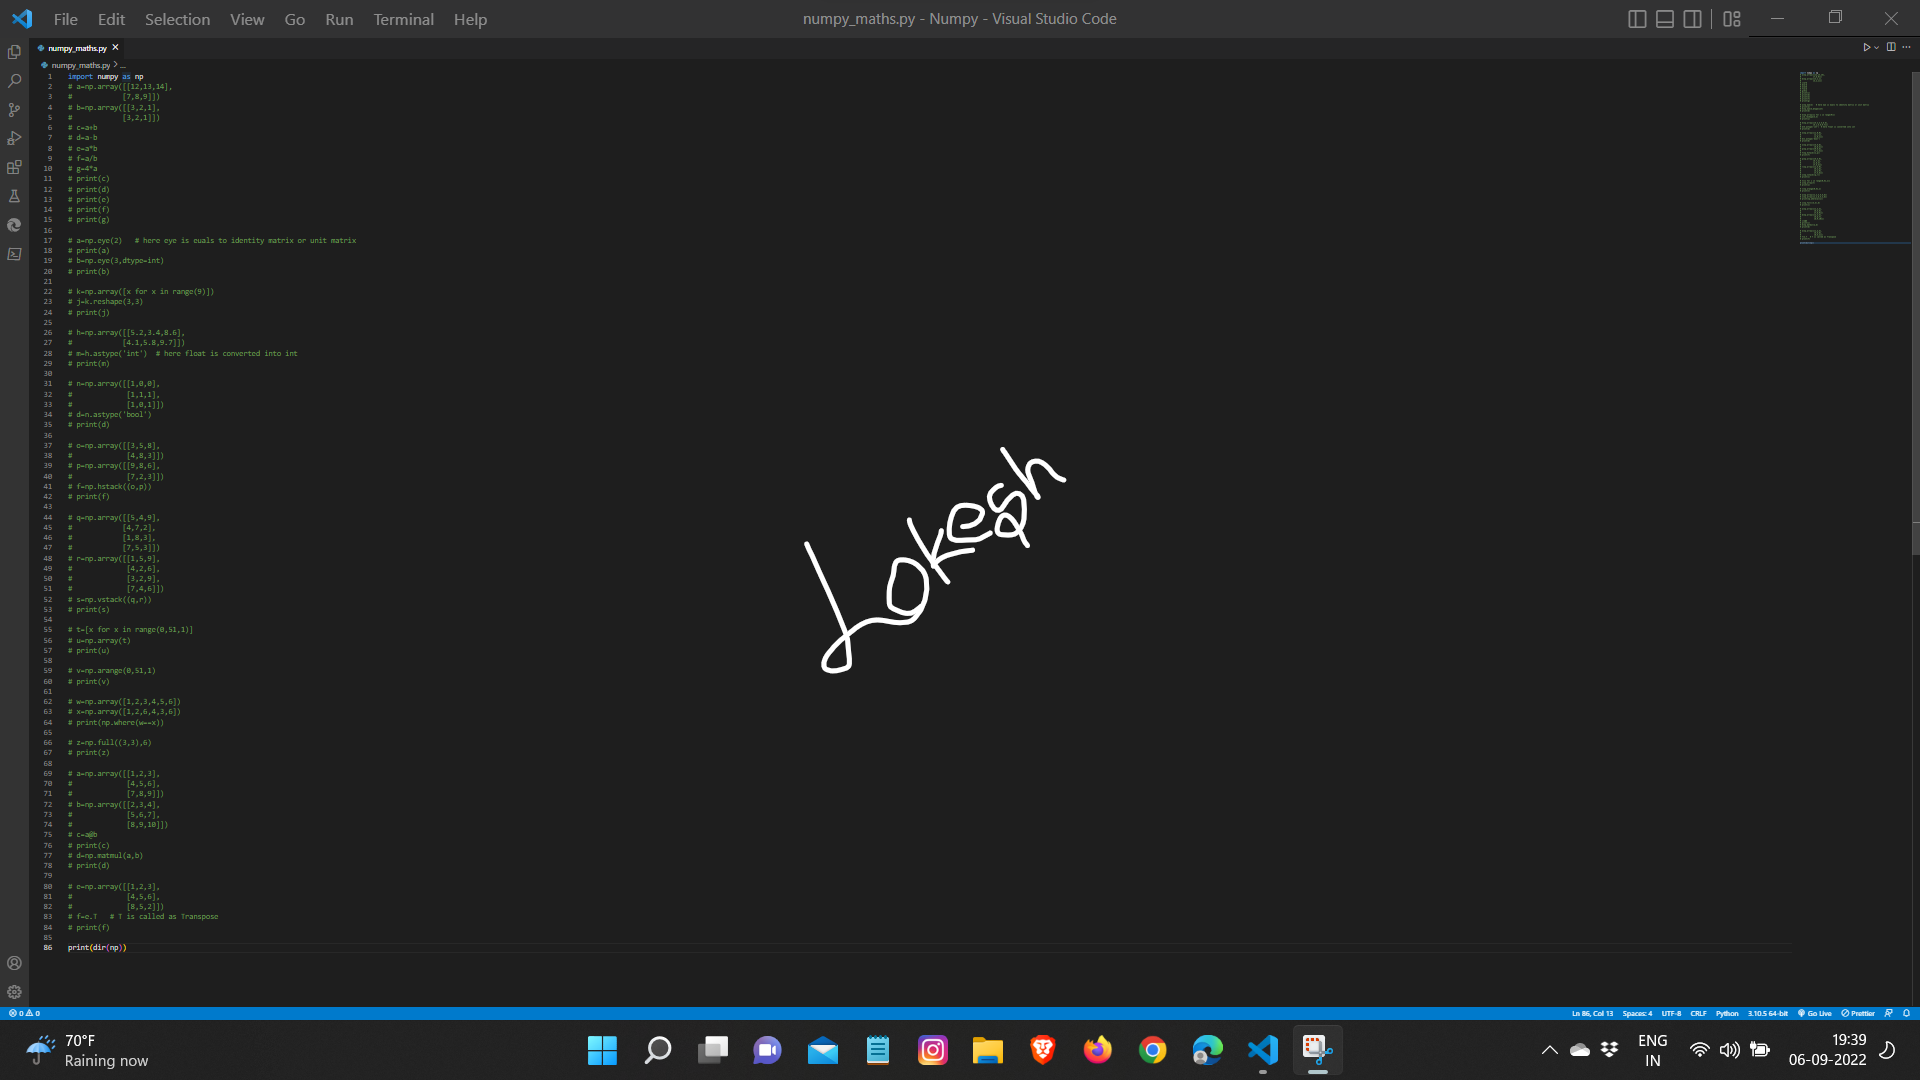 File Edit Selection View Go Run Terminal Help
numpy_maths.py - Numpy - Visual Studio Code
numpy_maths.py
numpy_maths.py > ...
1 import numpy as np
2 # a=np.array([[12,13,14],
3 #            [7,8,9]])
4 # b=np.array([[3,2,1],
5 #            [3,2,1]])
6 # c=a+b
7 # d=a-b
8 # e=a*b
9 # f=a/b
10 # g=4*a
11 # print(c)
12 # print(d)
13 # print(e)
14 # print(f)
15 # print(g)
16
17 # a=np.eye(2)   # here eye is euals to identity matrix or unit matrix
18 # print(a)
19 # b=np.eye(3,dtype=int)
20 # print(b)
21
22 # k=np.array([x for x in range(9)])
23 # j=k.reshape(3,3)
24 # print(j)
25
26 # h=np.array([[5.2,3.4,8.6],
27 #            [4.1,5.8,9.7]])
28 # m=h.astype('int')  # here float is converted into int
29 # print(m)
30
31 # n=np.array([[1,0,0],
32 #             [1,1,1],
33 #             [1,0,1]])
34 # d=n.astype('bool')
35 # print(d)
36
37 # o=np.array([[3,5,8],
38 #             [4,8,3]])
39 # p=np.array([[9,8,6],
40 #             [7,2,3]])
41 # f=np.hstack((o,p))
42 # print(f)
43
44 # q=np.array([[5,4,9],
45 #            [4,7,2],
46 #            [1,8,3],
47 #            [7,5,3]])
48 # r=np.array([[1,5,9],
49 #             [4,2,6],
50 #             [3,2,9],
51 #             [7,4,6]])
52 # s=np.vstack((q,r))
53 # print(s)
54
55 # t=[x for x in range(0,51,1)]
56 # u=np.array(t)
57 # print(u)
58
59 # v=np.arange(0,51,1)
60 # print(v)
61
62 # w=np.array([1,2,3,4,5,6])
63 # x=np.array([1,2,6,4,3,6])
64 # print(np.where(w==x))
65
66 # z=np.full((3,3),6)
67 # print(z)
68
69 # a=np.array([[1,2,3],
70 #             [4,5,6],
71 #             [7,8,9]])
72 # b=np.array([[2,3,4],
73 #             [5,6,7],
74 #             [8,9,10]])
75 # c=a@b
76 # print(c)
77 # d=np.matmul(a,b)
78 # print(d)
79
80 # e=np.array([[1,2,3],
81 #             [4,5,6],
82 #             [8,5,2]])
83 # f=e.T   # T is called as Transpose
84 # print(f)
85
86 print(dir(np))
Lokesh
0 0
Ln 86, Col 13 Spaces: 4 UTF-8 CRLF Python 3.10.5 64-bit Go Live Prettier
70°F
Raining now
ENG
IN
19:39
06-09-2022